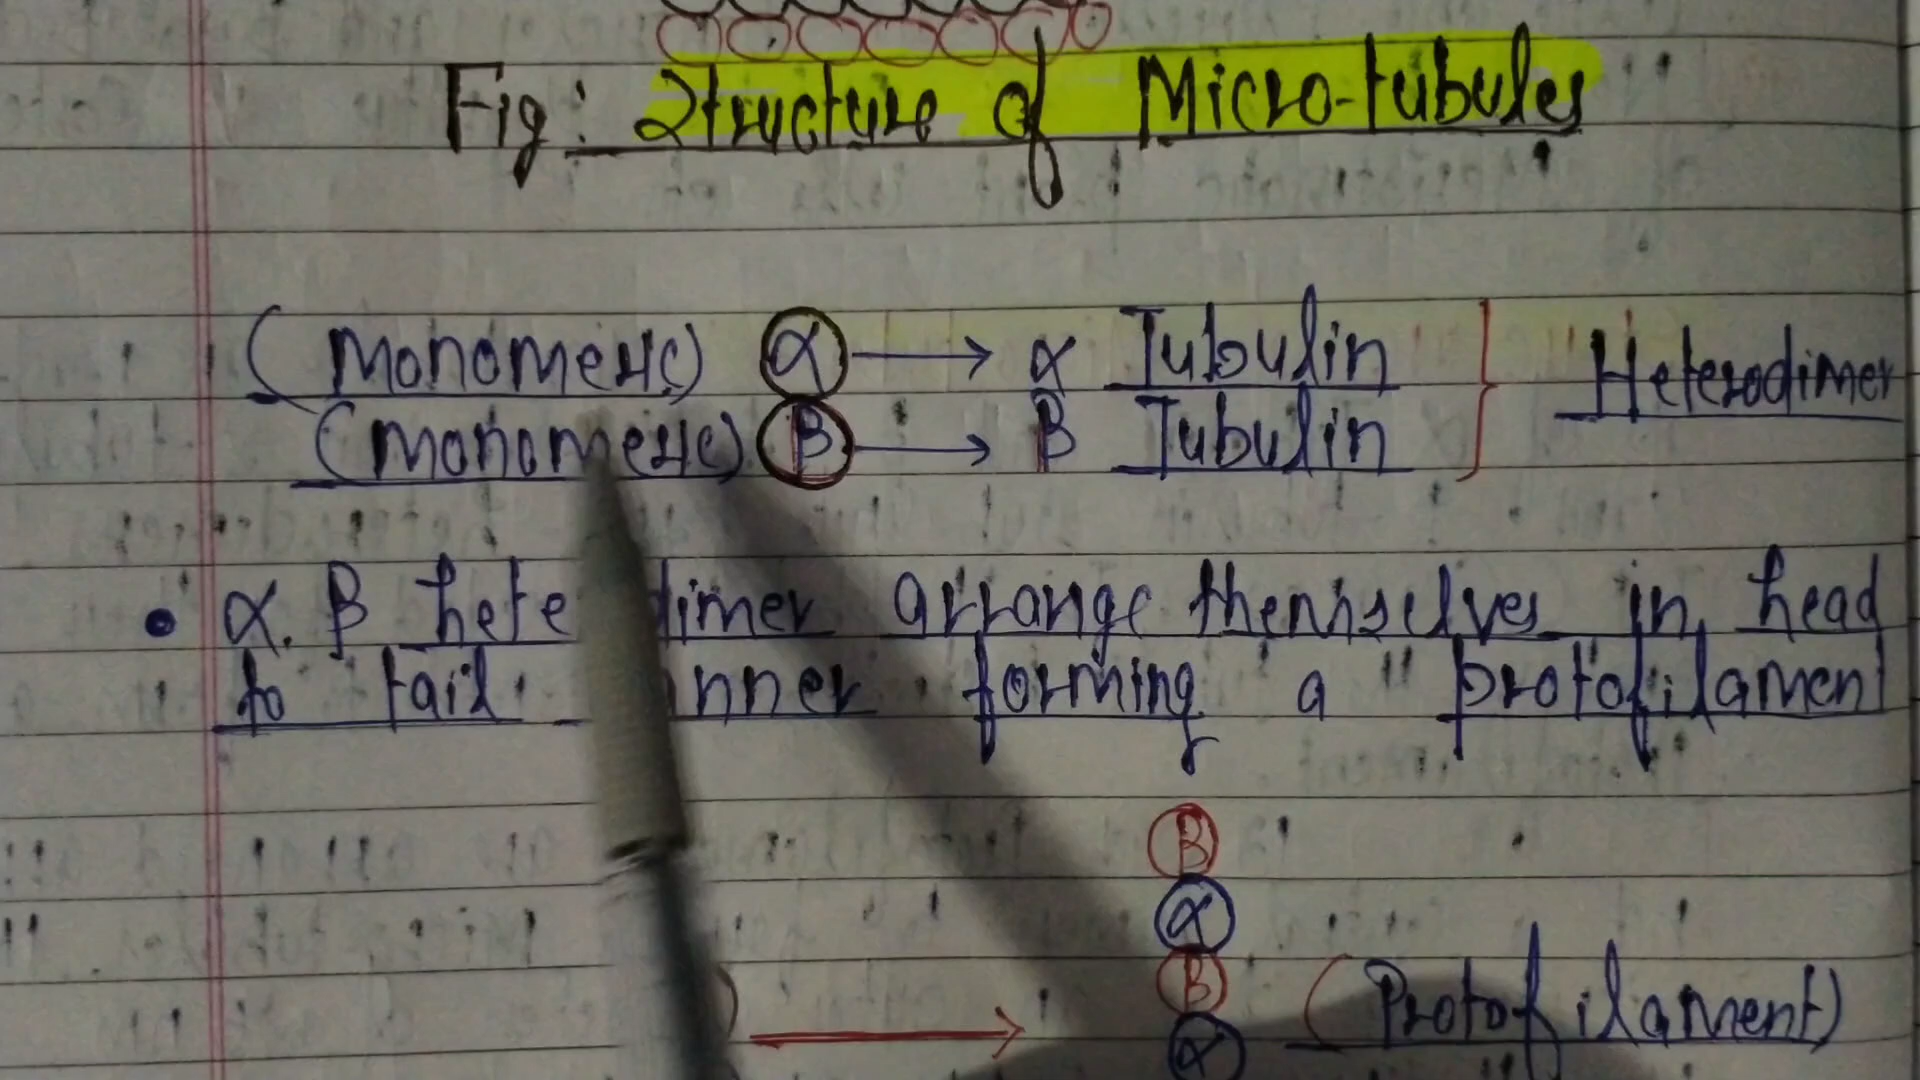 Fig: Structure of Micro-tubules
(Monomeric) α → α Tubulin } Heterodimer
(Monomeric) β → β Tubulin
• α. β hete dimer arrange themselves in head
to tail nner forming a " protofilament
β
α
β → (Protofilament)
α